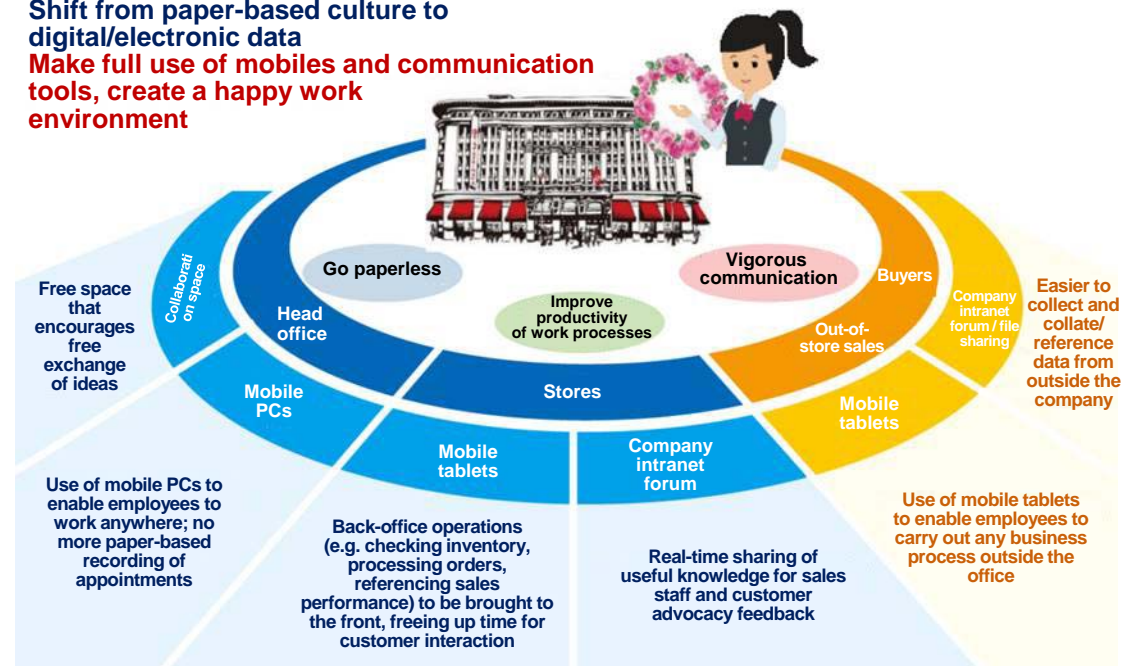 Shift from paper-based culture to
digital/electronic data
Make full use of mobiles and communication
tools, create a happy work
environment
Go paperless
Vigorous
communication
Improve
productivity
of work processes
Collaborati
on space
Head
office
Stores
Out-of-
store sales
Buyers
Company
intranet
forum / file
sharing
Mobile
PCs
Mobile
tablets
Company
intranet
forum
Mobile
tablets
Free space
that
encourages
free
exchange
of ideas
Use of mobile PCs to
enable employees to
work anywhere; no
more paper-based
recording of
appointments
Back-office operations
(e.g. checking inventory,
processing orders,
referencing sales
performance) to be brought to
the front, freeing up time for
customer interaction
Real-time sharing of
useful knowledge for sales
staff and customer
advocacy feedback
Use of mobile tablets
to enable employees to
carry out any business
process outside the
office
Easier to
collect and
collate/
reference
data from
outside the
company